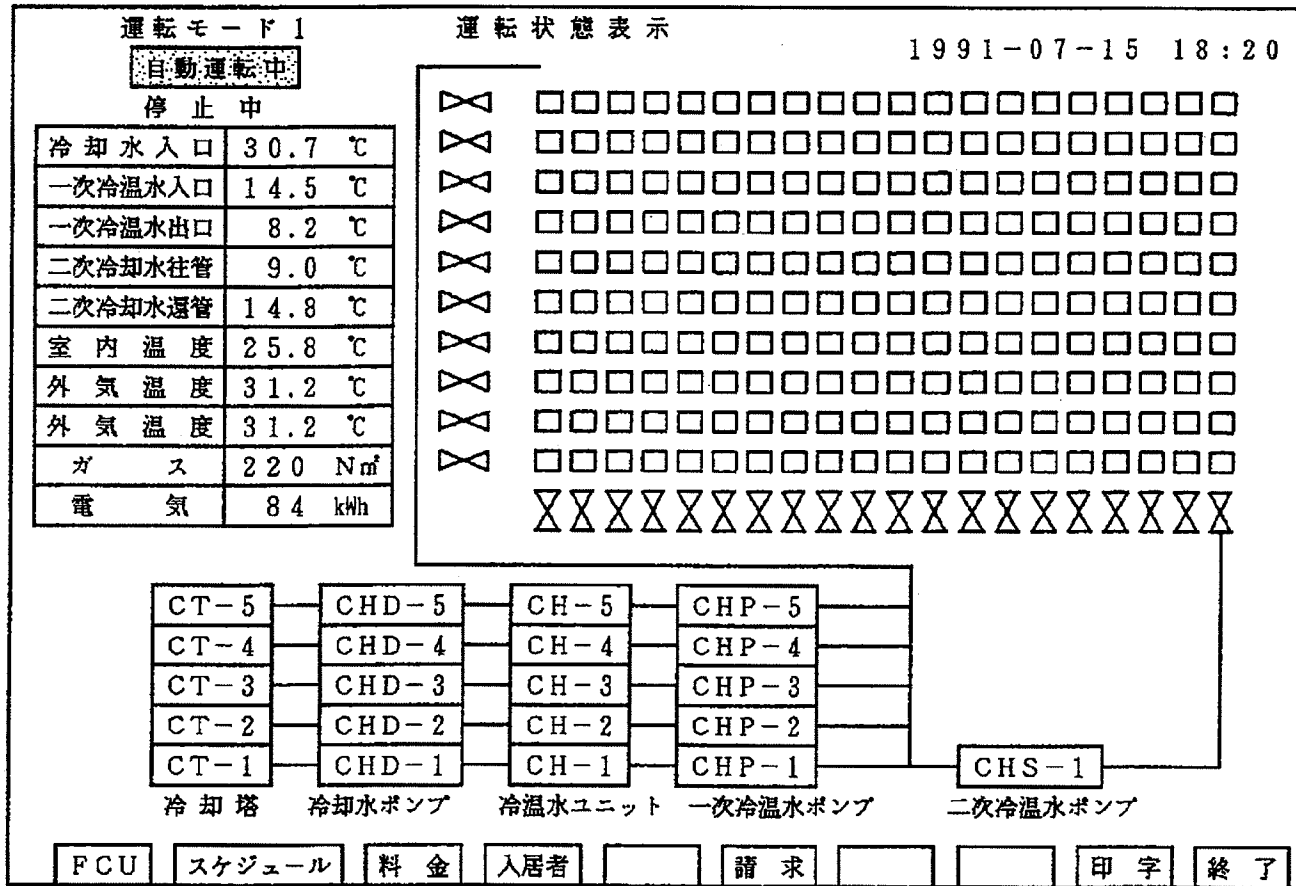 運転モード1
運転状態表示
1991-07-15 18:20
自動運転中
停止中
冷却水入口 30.7 ℃
一次冷温水入口 14.5 ℃
一次冷温水出口 8.2 ℃
二次冷却水往管 9.0 ℃
二次冷却水還管 14.8 ℃
室内温度 25.8 ℃
外気温度 31.2 ℃
外気温度 31.2 ℃
ガス 220 N㎥
電気 84 kWh
CT-5 CHD-5 CH-5 CHP-5
CT-4 CHD-4 CH-4 CHP-4
CT-3 CHD-3 CH-3 CHP-3
CT-2 CHD-2 CH-2 CHP-2
CT-1 CHD-1 CH-1 CHP-1 CHS-1
冷却塔 冷却水ポンプ 冷温水ユニット 一次冷温水ポンプ 二次冷温水ポンプ
FCU スケジュール 料金 入居者 請求 印字 終了